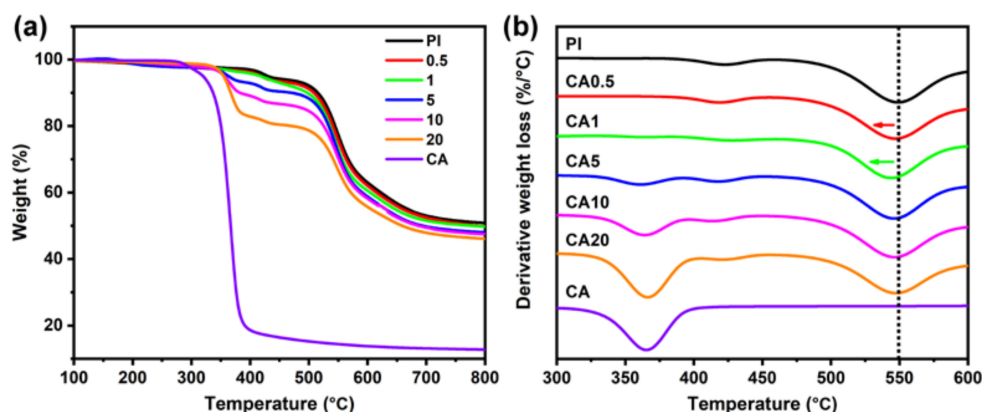 (a)
100
80
60
40
20
Weight (%)
PI
0.5
1
5
10
20
CA
100 200 300 400 500 600 700 800
Temperature (°C)
(b)
PI
CA0.5
CA1
CA5
CA10
CA20
CA
Derivative weight loss (%/°C)
300 350 400 450 500 550 600
Temperature (°C)